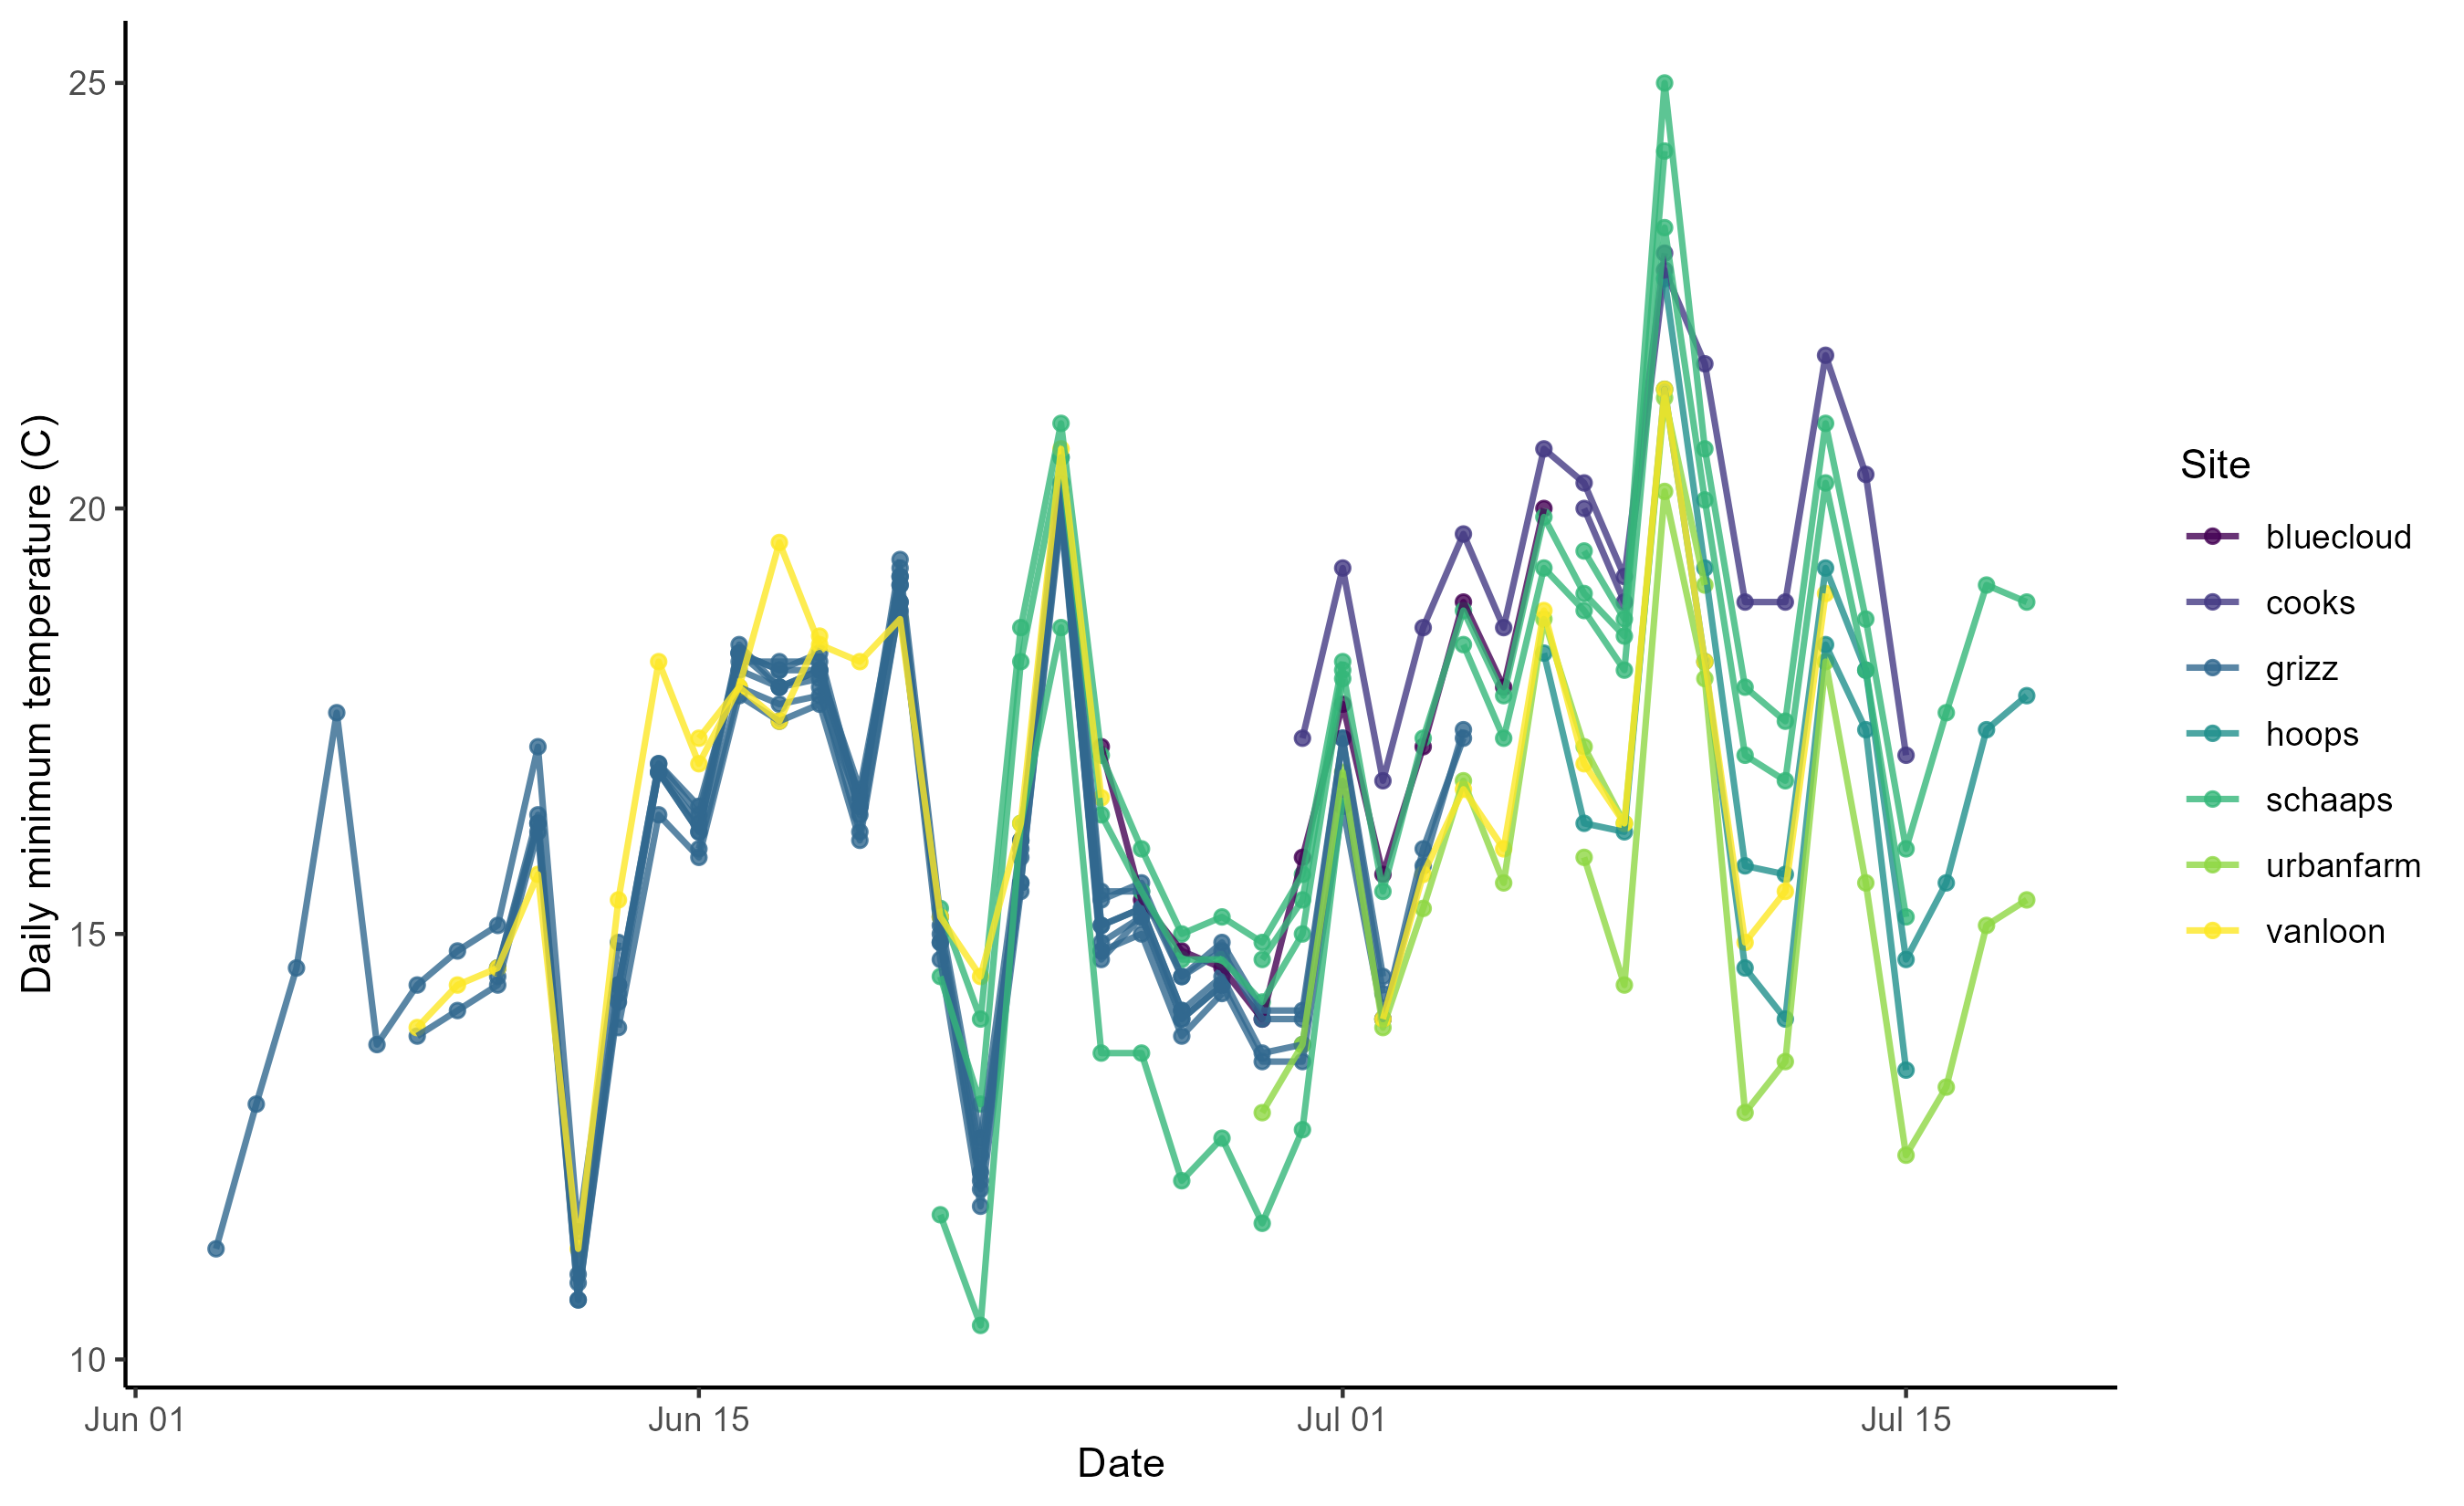 Daily minimum temperature (C)
25
20
15
10
Jun 01
Jun 15
Jul 01
Jul 15
Date
Site
bluecloud
cooks
grizz
hoops
schaaps
urbanfarm
vanloon